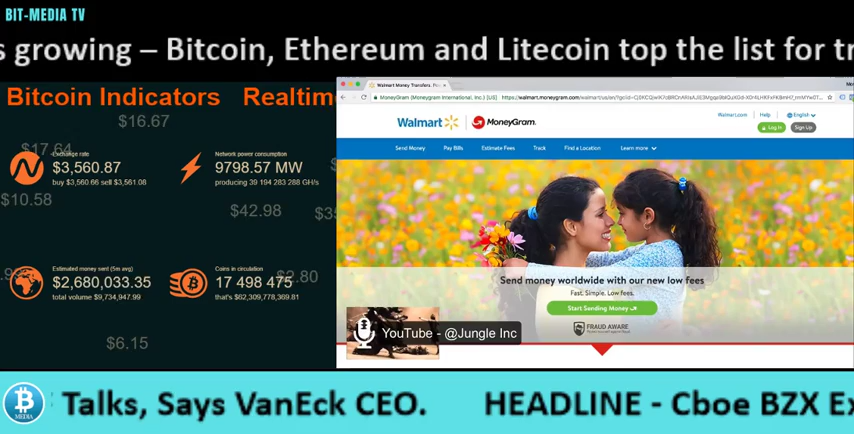 BIT-MEDIA TV
s growing – Bitcoin, Ethereum and Litecoin top the list for tr
Bitcoin Indicators Realtim
$16.67
$17.64
Exchange rate
$3,560.87
buy $3,560.66 sell $3,561.08
Network power consumption
9798.57 MW
producing 39 194 283 288 GH/s
$10.58
$42.98
Estimated money sent (5m avg)
$2,680,033.35
total volume $9,734,947.99
Coins in circulation
17 498 475
that's $62,309,778,369.81
$2.80
$6.15
Walmart Money Transfers
MoneyGram (Moneygram International, Inc.) [US]
Walmart
MoneyGram.
Walmart.com
Help
English
Log In
Sign Up
Send Money
Pay Bills
Estimate Fees
Track
Find a Location
Learn more
Send money worldwide with our new low fees
Fast. Simple. Low fees.
Start Sending Money
FRAUD AWARE
YouTube - @Jungle Inc
B MEDIA
Talks, Says VanEck CEO. HEADLINE - Cboe BZX Ex